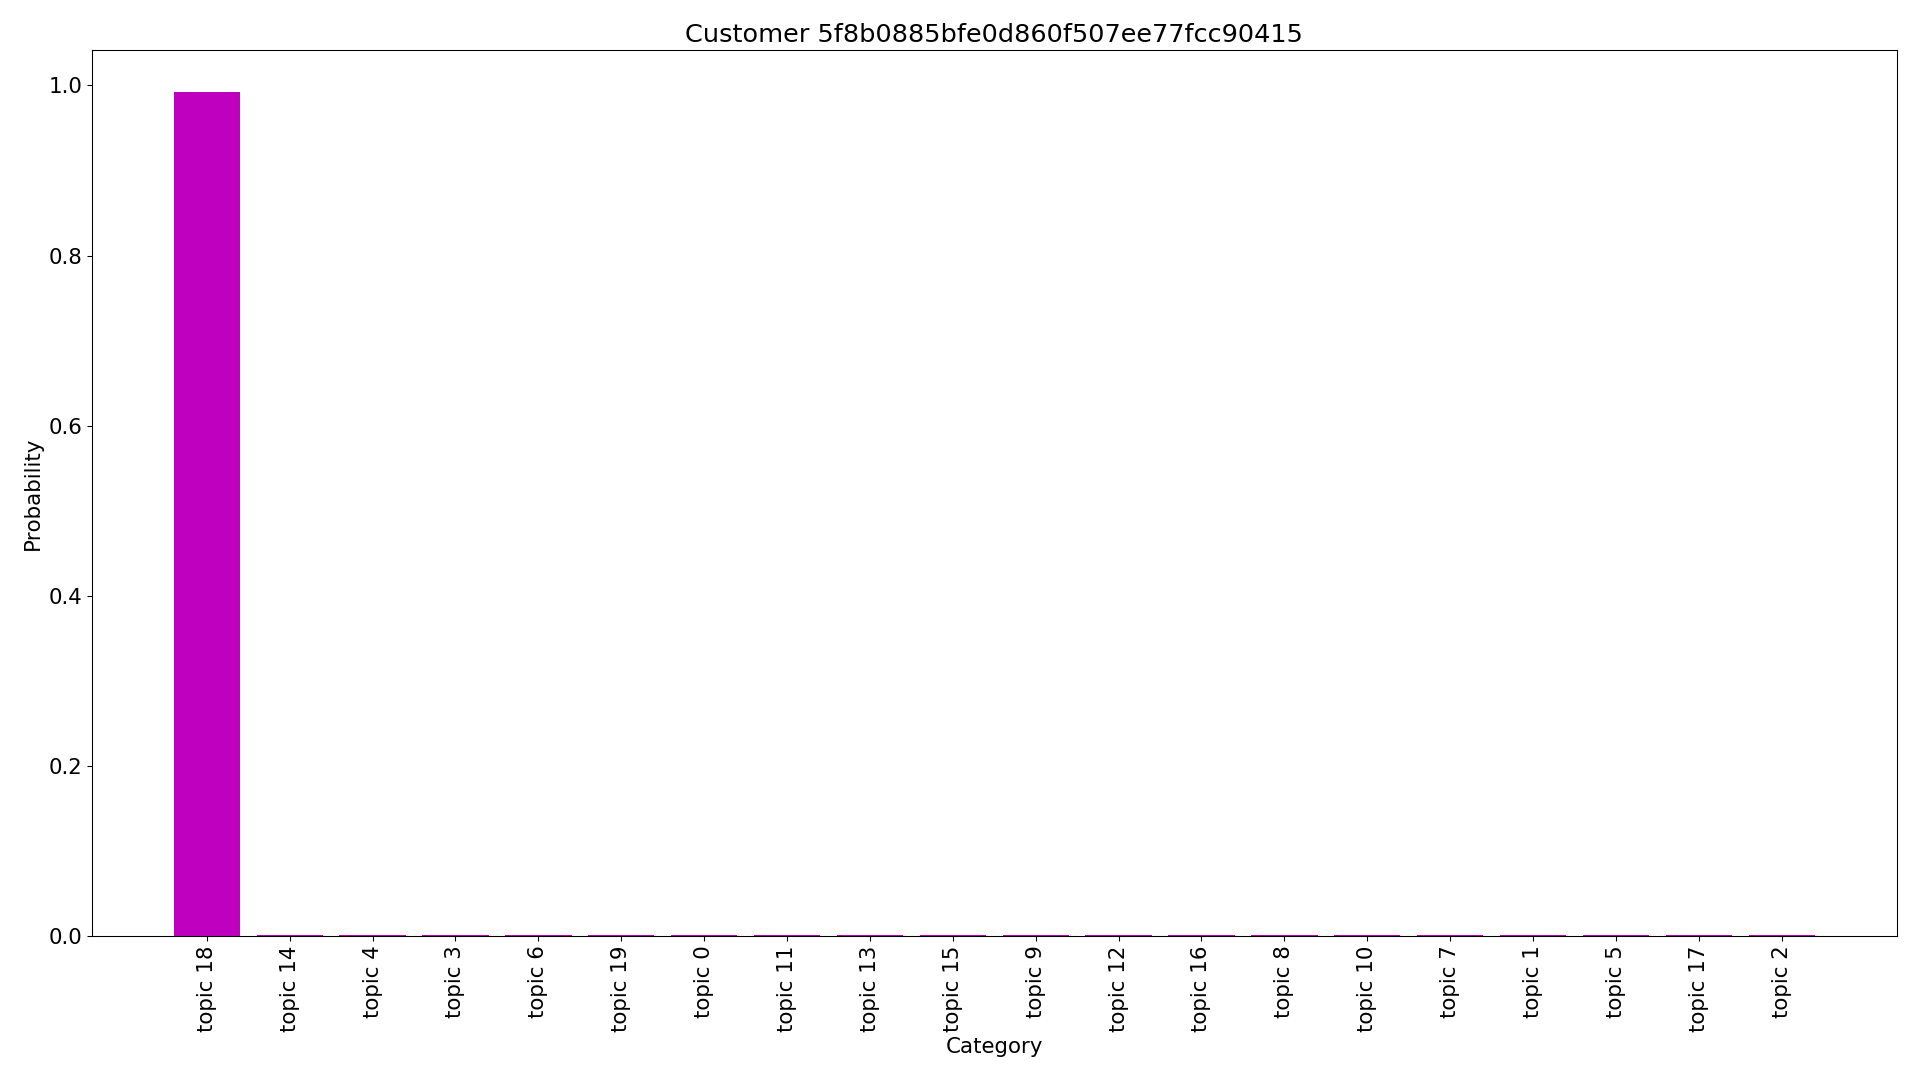 Customer 5f8b0885bfe0d860f507ee77fcc90415
Probability
1.0
0.8
0.6
0.4
0.2
0.0
topic 18
topic 14
topic 4
topic 3
topic 6
topic 19
topic 0
topic 11
topic 13
topic 15
topic 9
topic 12
topic 16
topic 8
topic 10
topic 7
topic 1
topic 5
topic 17
topic 2
Category